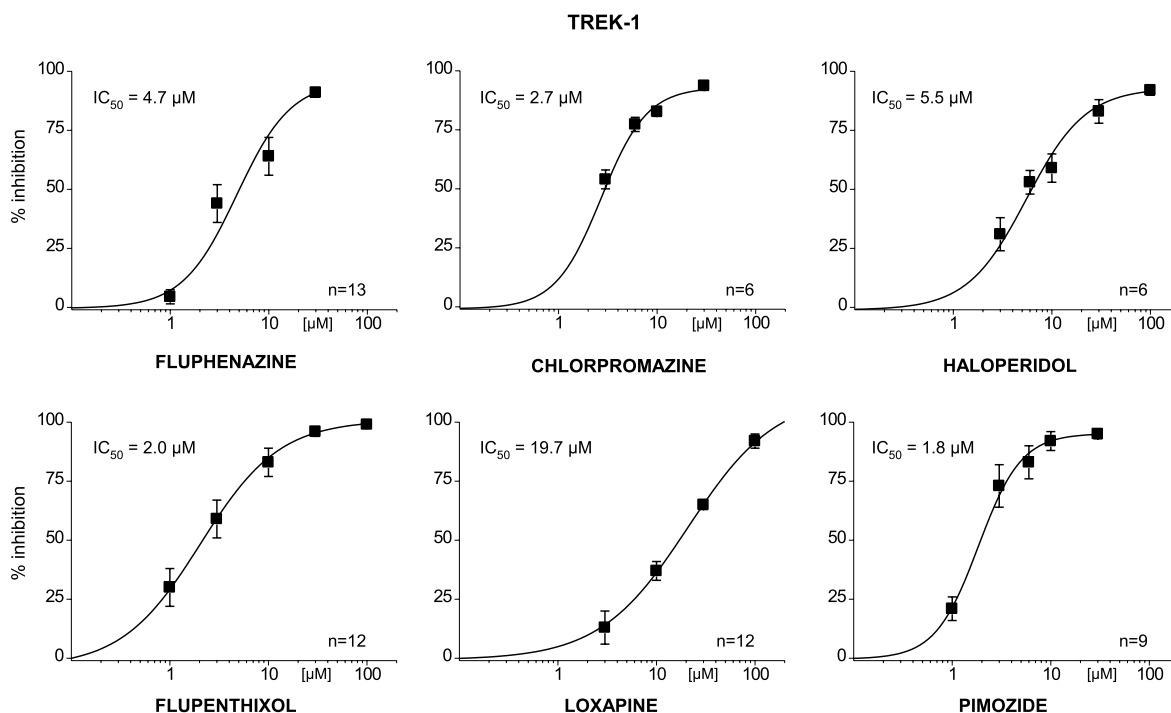 TREK-1
100
75
50
25
0
% inhibition
IC50 = 4.7 µM
n=13
1
10
[µM]
100
FLUPHENAZINE
100
75
50
25
0
IC50 = 2.7 µM
n=6
1
10
[µM]
100
CHLORPROMAZINE
100
75
50
25
0
IC50 = 5.5 µM
n=6
1
10
[µM]
100
HALOPERIDOL
100
75
50
25
0
% inhibition
IC50 = 2.0 µM
n=12
1
10
[µM]
100
FLUPENTHIXOL
100
75
50
25
0
IC50 = 19.7 µM
n=12
1
10
[µM]
100
LOXAPINE
100
75
50
25
0
IC50 = 1.8 µM
n=9
1
10
[µM]
100
PIMOZIDE